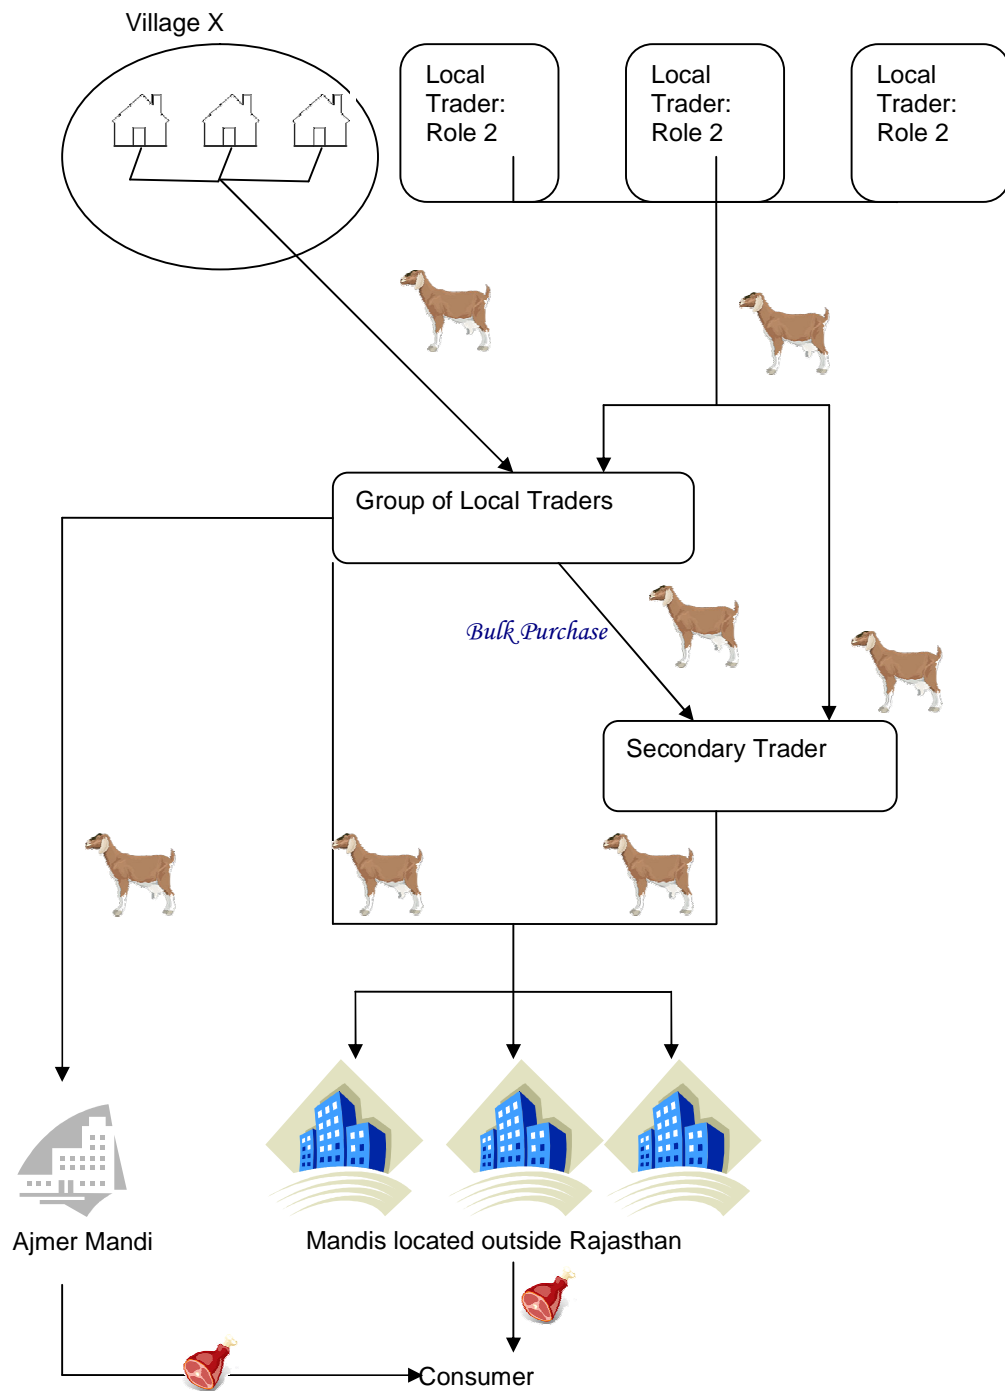 Village X
Local
Trader:
Role 2
Local
Trader:
Role 2
Local
Trader:
Role 2
Group of Local Traders
Bulk Purchase
Secondary Trader
Ajmer Mandi
Mandis located outside Rajasthan
Consumer